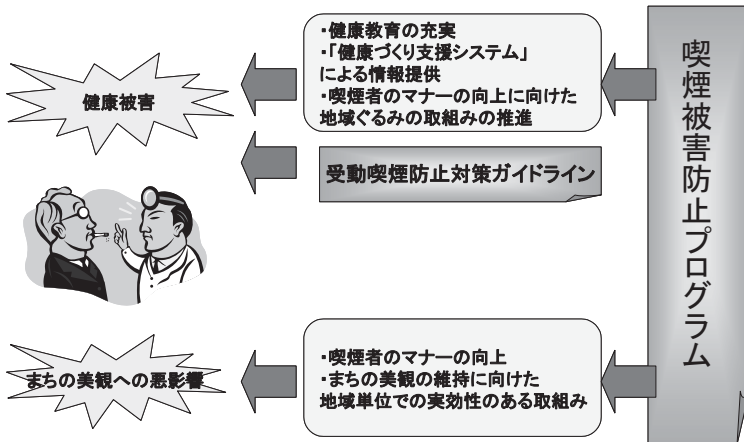 ・健康教育の充実
・「健康づくり支援システム」
による情報提供
・喫煙者のマナーの向上に向けた
地域ぐるみの取組みの推進
健康被害
受動喫煙防止対策ガイドライン
喫煙被害防止プログラム
・喫煙者のマナーの向上
・まちの美観の維持に向けた
地域単位での実効性のある取組み
まちの美観への悪影響